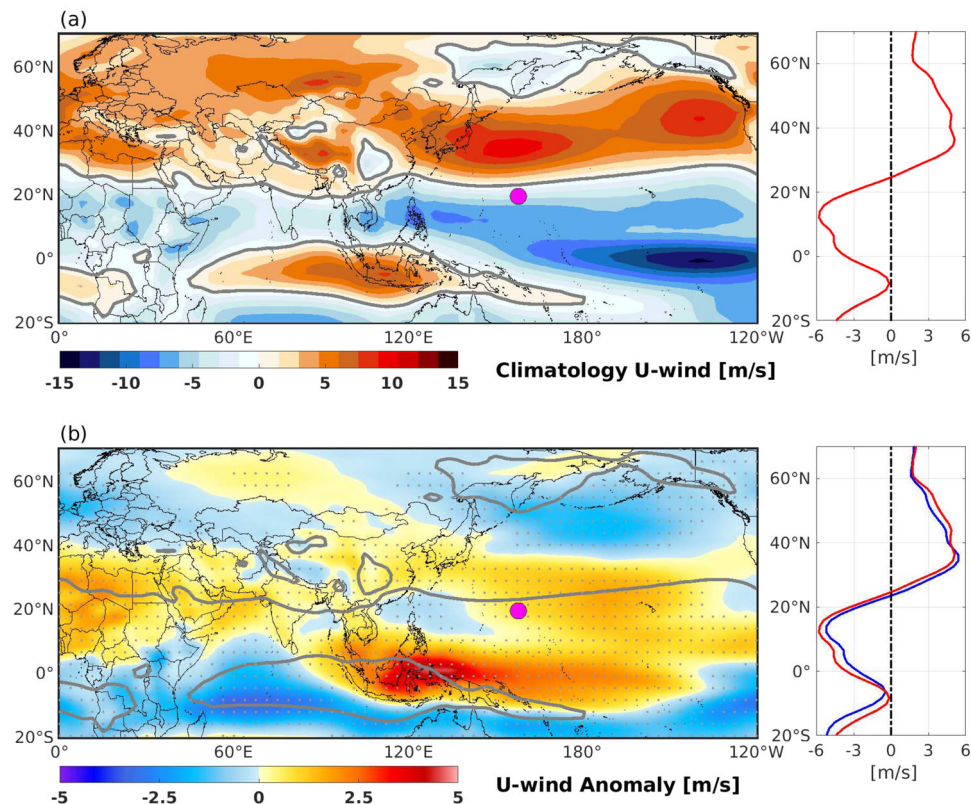 (a)
60°N
40°N
20°N
0°
20°S
0°
60°E
120°E
180°
120°W
-15
-10
-5
0
5
10
15
Climatology U-wind [m/s]
60°N
40°N
20°N
0°
20°S
-6
-3
0
3
6
[m/s]
(b)
60°N
40°N
20°N
0°
20°S
0°
60°E
120°E
180°
120°W
-5
-2.5
0
2.5
5
U-wind Anomaly [m/s]
60°N
40°N
20°N
0°
20°S
-6
-3
0
3
6
[m/s]